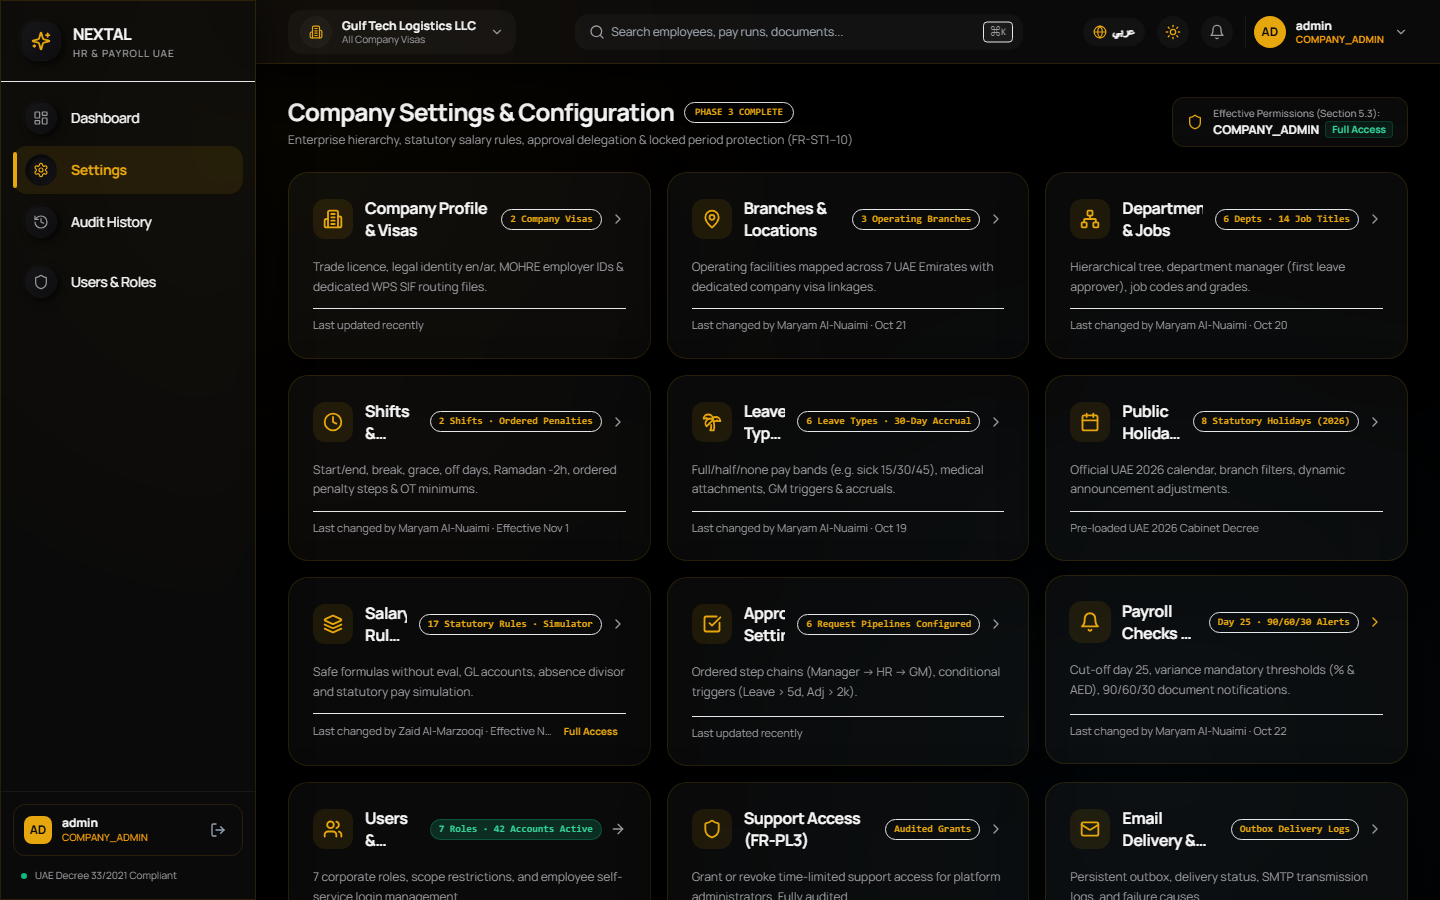 NEXTAL
HR & PAYROLL UAE
Dashboard
Settings
Audit History
Users & Roles
admin
AD
COMPANY_ADMIN
UAE Decree 33/2021 Compliant
Gulf Tech Logistics LLC
All Company Visas
Search employees, pay runs, documents...
⌘K
عربي
AD
admin
COMPANY_ADMIN
Company Settings & Configuration
PHASE 3 COMPLETE
Enterprise hierarchy, statutory salary rules, approval delegation & locked period protection (FR-ST1–10)
Effective Permissions (Section 5.3):
COMPANY_ADMIN Full Access
Company Profile
& Visas
2 Company Visas
Trade licence, legal identity en/ar, MOHRE employer IDs &
dedicated WPS SIF routing files.
Last updated recently
Branches &
Locations
3 Operating Branches
Operating facilities mapped across 7 UAE Emirates with
dedicated company visa linkages.
Last changed by Maryam Al-Nuaimi · Oct 21
Departmen
& Jobs
6 Depts · 14 Job Titles
Hierarchical tree, department manager (first leave
approver), job codes and grades.
Last changed by Maryam Al-Nuaimi · Oct 20
Shifts
&...
2 Shifts · Ordered Penalties
Start/end, break, grace, off days, Ramadan -2h, ordered
penalty steps & OT minimums.
Last changed by Maryam Al-Nuaimi · Effective Nov 1
Leave
Typ...
6 Leave Types · 30-Day Accrual
Full/half/none pay bands (e.g. sick 15/30/45), medical
attachments, GM triggers & accruals.
Last changed by Maryam Al-Nuaimi · Oct 19
Public
Holida...
8 Statutory Holidays (2026)
Official UAE 2026 calendar, branch filters, dynamic
announcement adjustments.
Pre-loaded UAE 2026 Cabinet Decree
Salary
Rul...
17 Statutory Rules · Simulator
Safe formulas without eval, GL accounts, absence divisor
and statutory pay simulation.
Last changed by Zaid Al-Marzooqi · Effective N... Full Access
Appro
Settin
6 Request Pipelines Configured
Ordered step chains (Manager → HR → GM), conditional
triggers (Leave > 5d, Adj > 2k).
Last updated recently
Payroll
Checks ...
Day 25 · 90/60/30 Alerts
Cut-off day 25, variance mandatory thresholds (% &
AED), 90/60/30 document notifications.
Last changed by Maryam Al-Nuaimi · Oct 22
Users
&...
7 Roles · 42 Accounts Active
7 corporate roles, scope restrictions, and employee self-
service login management.
Support Access
(FR-PL3)
Audited Grants
Grant or revoke time-limited support access for platform
administrators. Fully audited.
Email
Delivery &...
Outbox Delivery Logs
Persistent outbox, delivery status, SMTP transmission
logs, and failure causes.